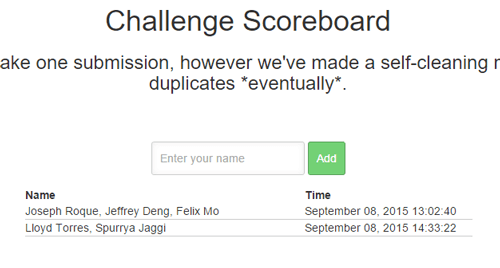 Challenge Scoreboard
ake one submission, however we've made a self-cleaning
duplicates *eventually*.
Enter your name Add
Name Time
Joseph Roque, Jeffrey Deng, Felix Mo September 08, 2015 13:02:40
Lloyd Torres, Spurrya Jaggi September 08, 2015 14:33:22